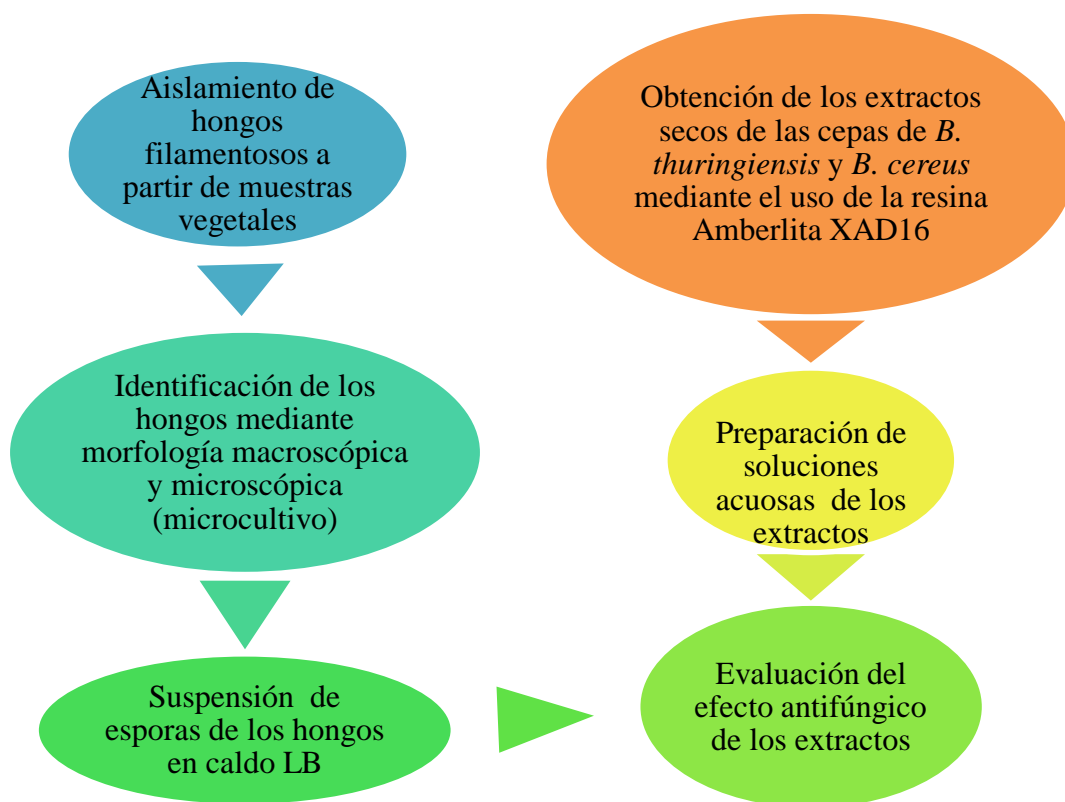 Aislamiento de
hongos
filamentosos a
partir de muestras
vegetales
Identificación de los
hongos mediante
morfología macroscópica
y microscópica
(microcultivo)
Suspensión de
esporas de los hongos
en caldo LB
Obtención de los extractos
secos de las cepas de B.
thuringiensis y B. cereus
mediante el uso de la resina
Amberlita XAD16
Preparación de
soluciones
acuosas de los
extractos
Evaluación del
efecto antifúngico
de los extractos